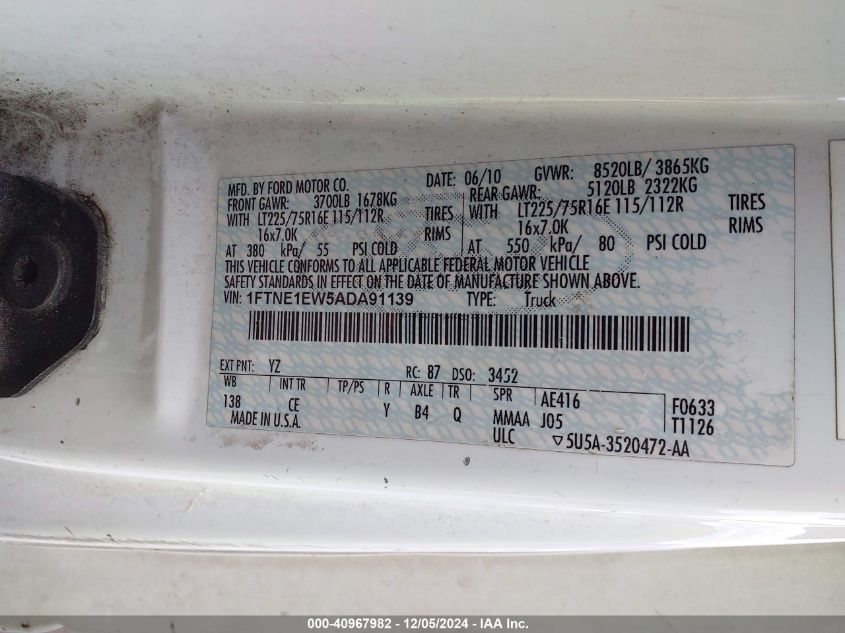 MFD. BY FORD MOTOR CO. DATE: 06/10 GVWR: 8520LB/ 3865KG
FRONT GAWR: 3700LB 1678KG REAR GAWR: 5120LB 2322KG
WITH LT225/75R16E 115/112R TIRES WITH LT225/75R16E 115/112R TIRES
16x7.0K RIMS 16x7.0K RIMS
AT 380 kPa/ 55 PSI COLD AT 550 kPa/ 80 PSI COLD
THIS VEHICLE CONFORMS TO ALL APPLICABLE FEDERAL MOTOR VEHICLE
SAFETY STANDARDS IN EFFECT ON THE DATE OF MANUFACTURE SHOWN ABOVE.
VIN: 1FTNE1EW5ADA91139 TYPE: Truck
EXT PNT: YZ RC: 87 DSO: 3452
WB INT TR TP/PS R AXLE TR SPR AE416 F0633
138 CE Y B4 Q MMAA J05 T1126
MADE IN U.S.A. ULC ▽5U5A-3520472-AA
000-40967982 / 12/05/2024 - IAA Inc.